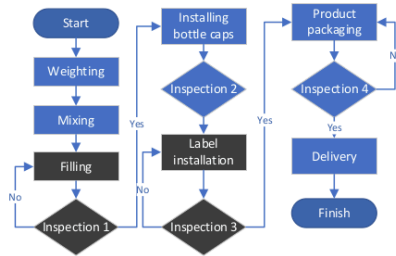 Start
Weighting
Mixing
Filling
No
Inspection 1
Yes
Installing
bottle caps
Inspection 2
Label
installation
No
Inspection 3
Yes
Product
packaging
N
Inspection 4
Yes
Delivery
Finish